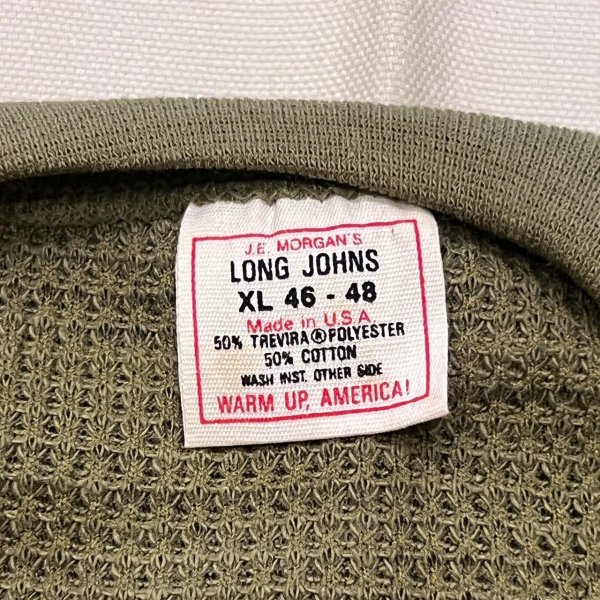 J.E. MORGAN'S
LONG JOHNS
XL 46 - 48
Made in U.S.A
50% TREVIRA®POLYESTER
50% COTTON
WASH INST. OTHER SIDE
WARM UP, AMERICA!